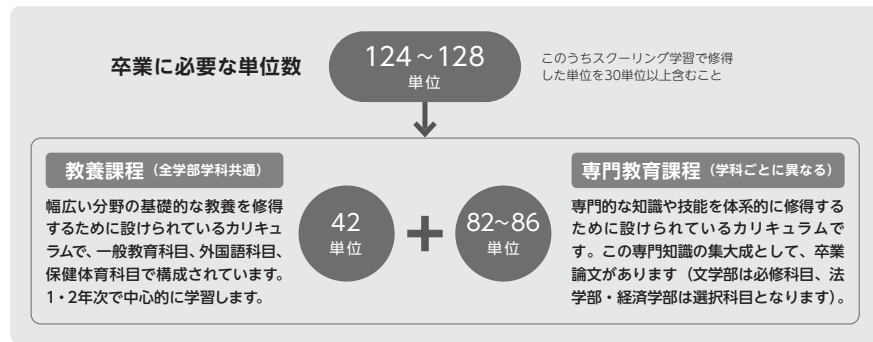 卒業に必要な単位数
124~128
単位
このうちスクーリング学習で修得
した単位を30単位以上含むこと
教養課程（全学部学科共通）
幅広い分野の基礎的な教養を修得
するために設けられているカリキュ
ラムで、一般教育科目、外国語科目、
保健体育科目で構成されています。
1・2年次で中心的に学習します。
42
単位
+
82~86
単位
専門教育課程（学科ごとに異なる）
専門的な知識や技能を体系的に修得する
ために設けられているカリキュラムで
す。この専門知識の集大成として、卒業
論文があります（文学部は必修科目、法
学部・経済学部は選択科目となります）。